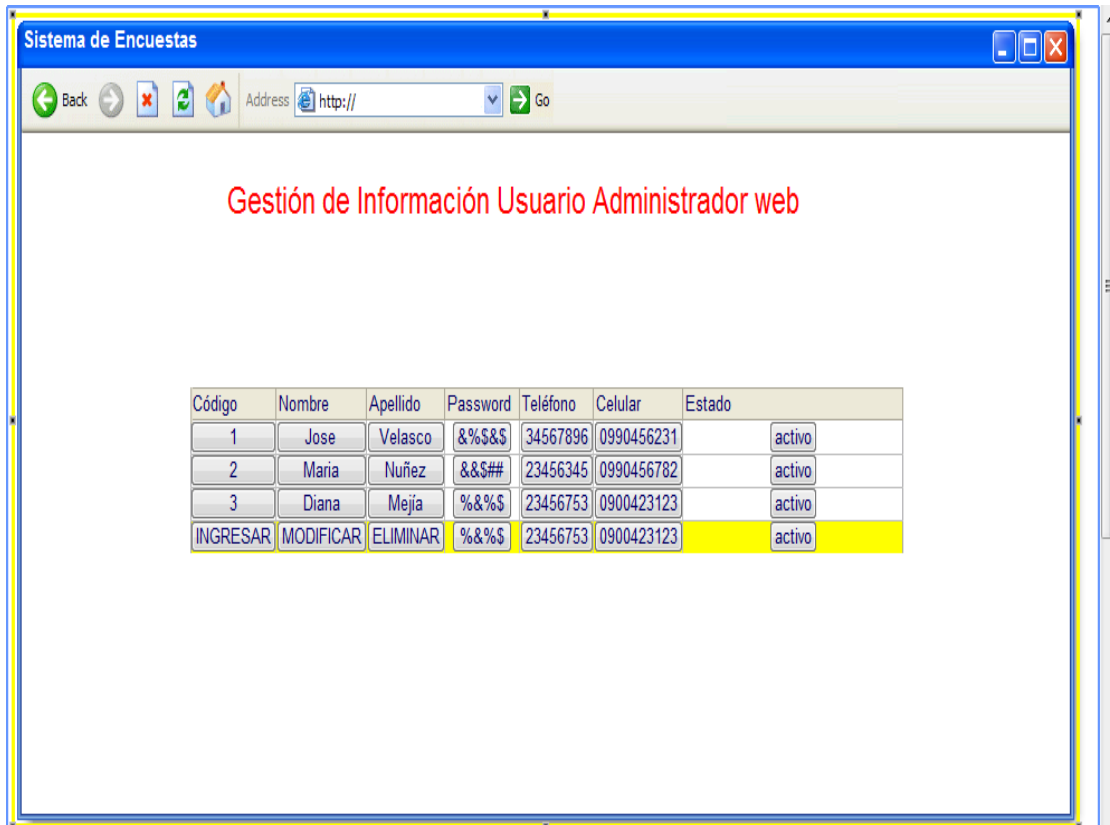 Sistema de Encuestas
Back Address http:// Go
Gestión de Información Usuario Administrador web
Código Nombre Apellido Password Teléfono Celular Estado
1 Jose Velasco &%$&$ 34567896 0990456231 activo
2 Maria Nuñez &&$## 23456345 0990456782 activo
3 Diana Mejía %&%$ 23456753 0900423123 activo
INGRESAR MODIFICAR ELIMINAR %&%$ 23456753 0900423123 activo